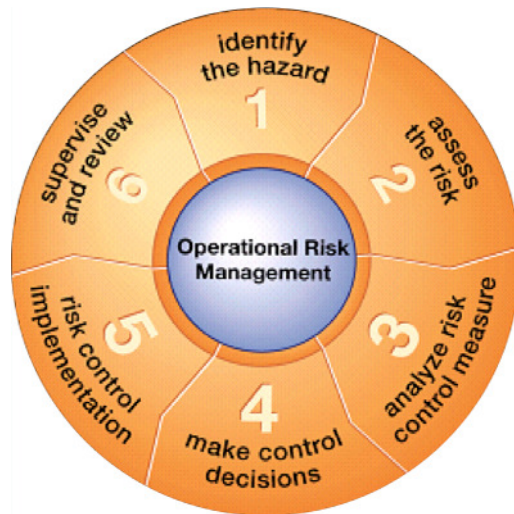 Operational Risk
Management
identify
the hazard
1
assess
the risk
2
analyze risk
control measure
3
make control
decisions
4
risk control
implementation
5
supervise
and review
6